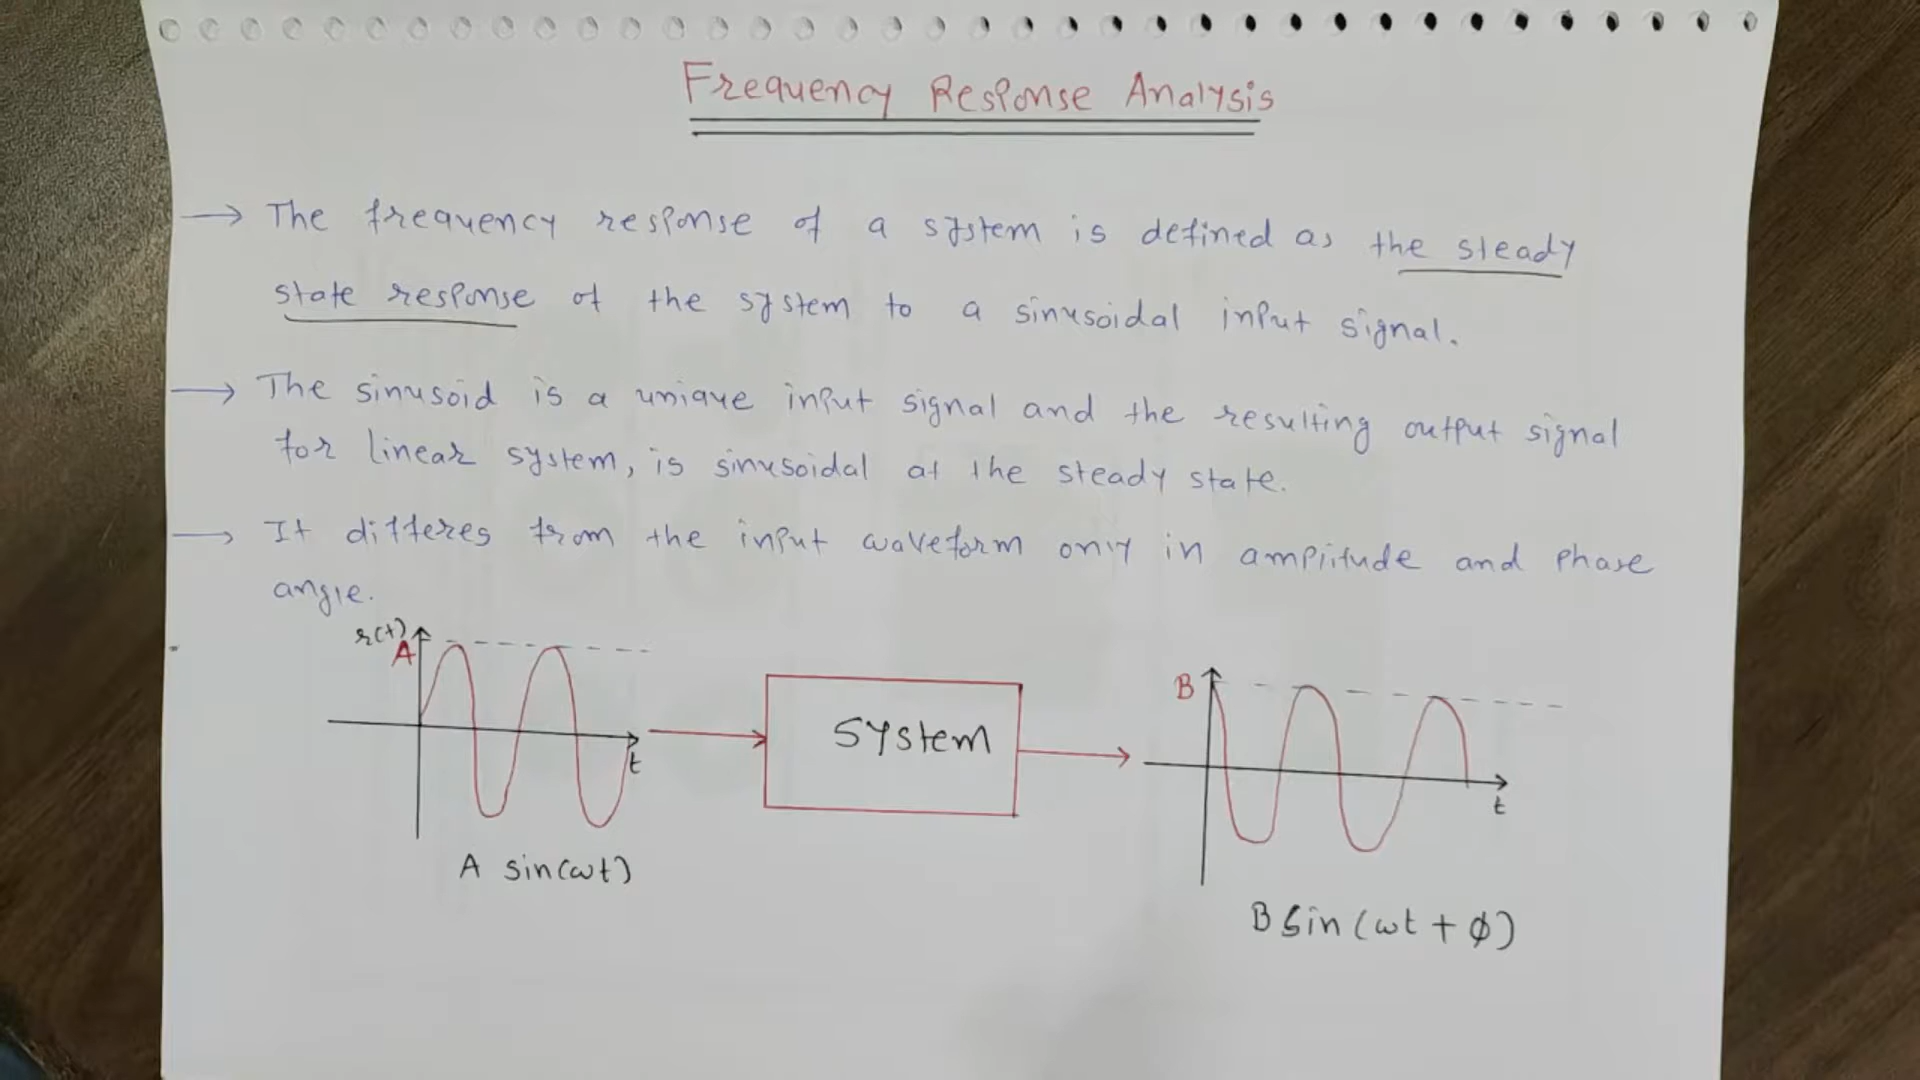 Frequency Response Analysis
→ The frequency response of a system is defined as the steady
state response of the system to a sinusoidal input signal.
→ The sinusoid is a unique input signal and the resulting output signal
for linear system, is sinusoidal at the steady state.
→ It differes from the input waveform only in amplitude and phase
angle.
r(t)
A
t
A sin(ωt)
System
B
t
B sin(ωt + ϕ)